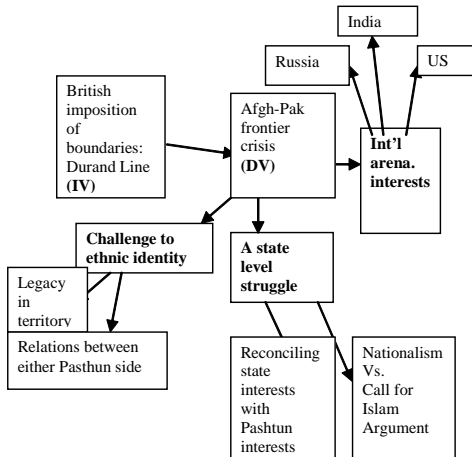 India
Russia
US
British
imposition
of
boundaries:
Durand Line
(IV)
Afgh-Pak
frontier
crisis
(DV)
Int'l
arena.
interests
Challenge to
ethnic identity
A state
level
struggle
Legacy
in
territory
Relations between
either Pasthun side
Reconciling
state
interests
with
Pashtun
interests
Nationalism
Vs.
Call for
Islam
Argument